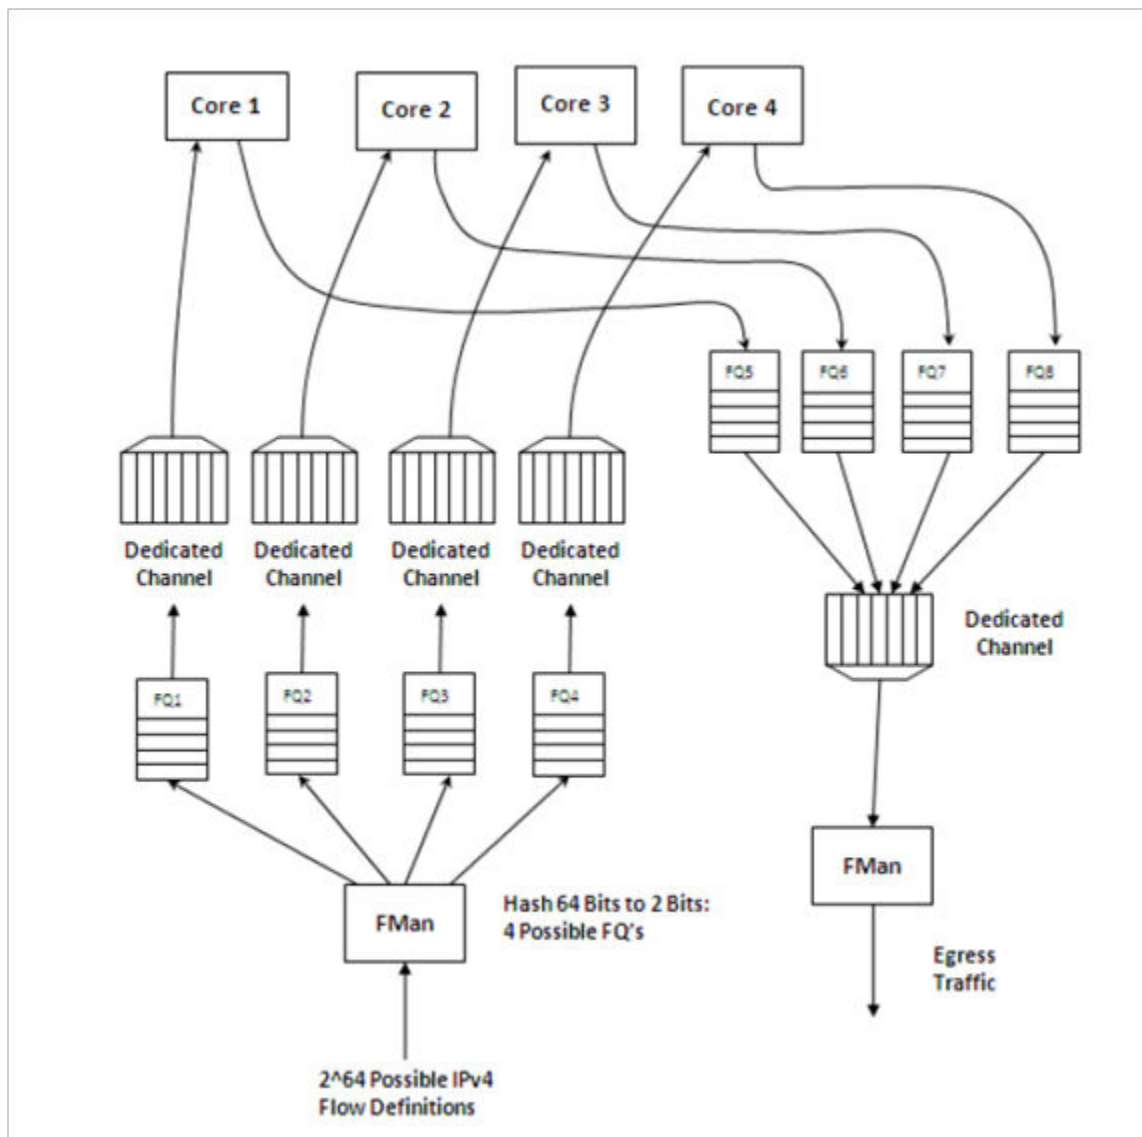 Core 1
Core 2
Core 3
Core 4
FQ5
FQ6
FQ7
FQ8
Dedicated
Channel
Dedicated
Channel
Dedicated
Channel
Dedicated
Channel
Dedicated
Channel
FQ1
FQ2
FQ3
FQ4
FMan
FMan
Hash 64 Bits to 2 Bits:
4 Possible FQ's
Egress
Traffic
2^64 Possible IPv4
Flow Definitions